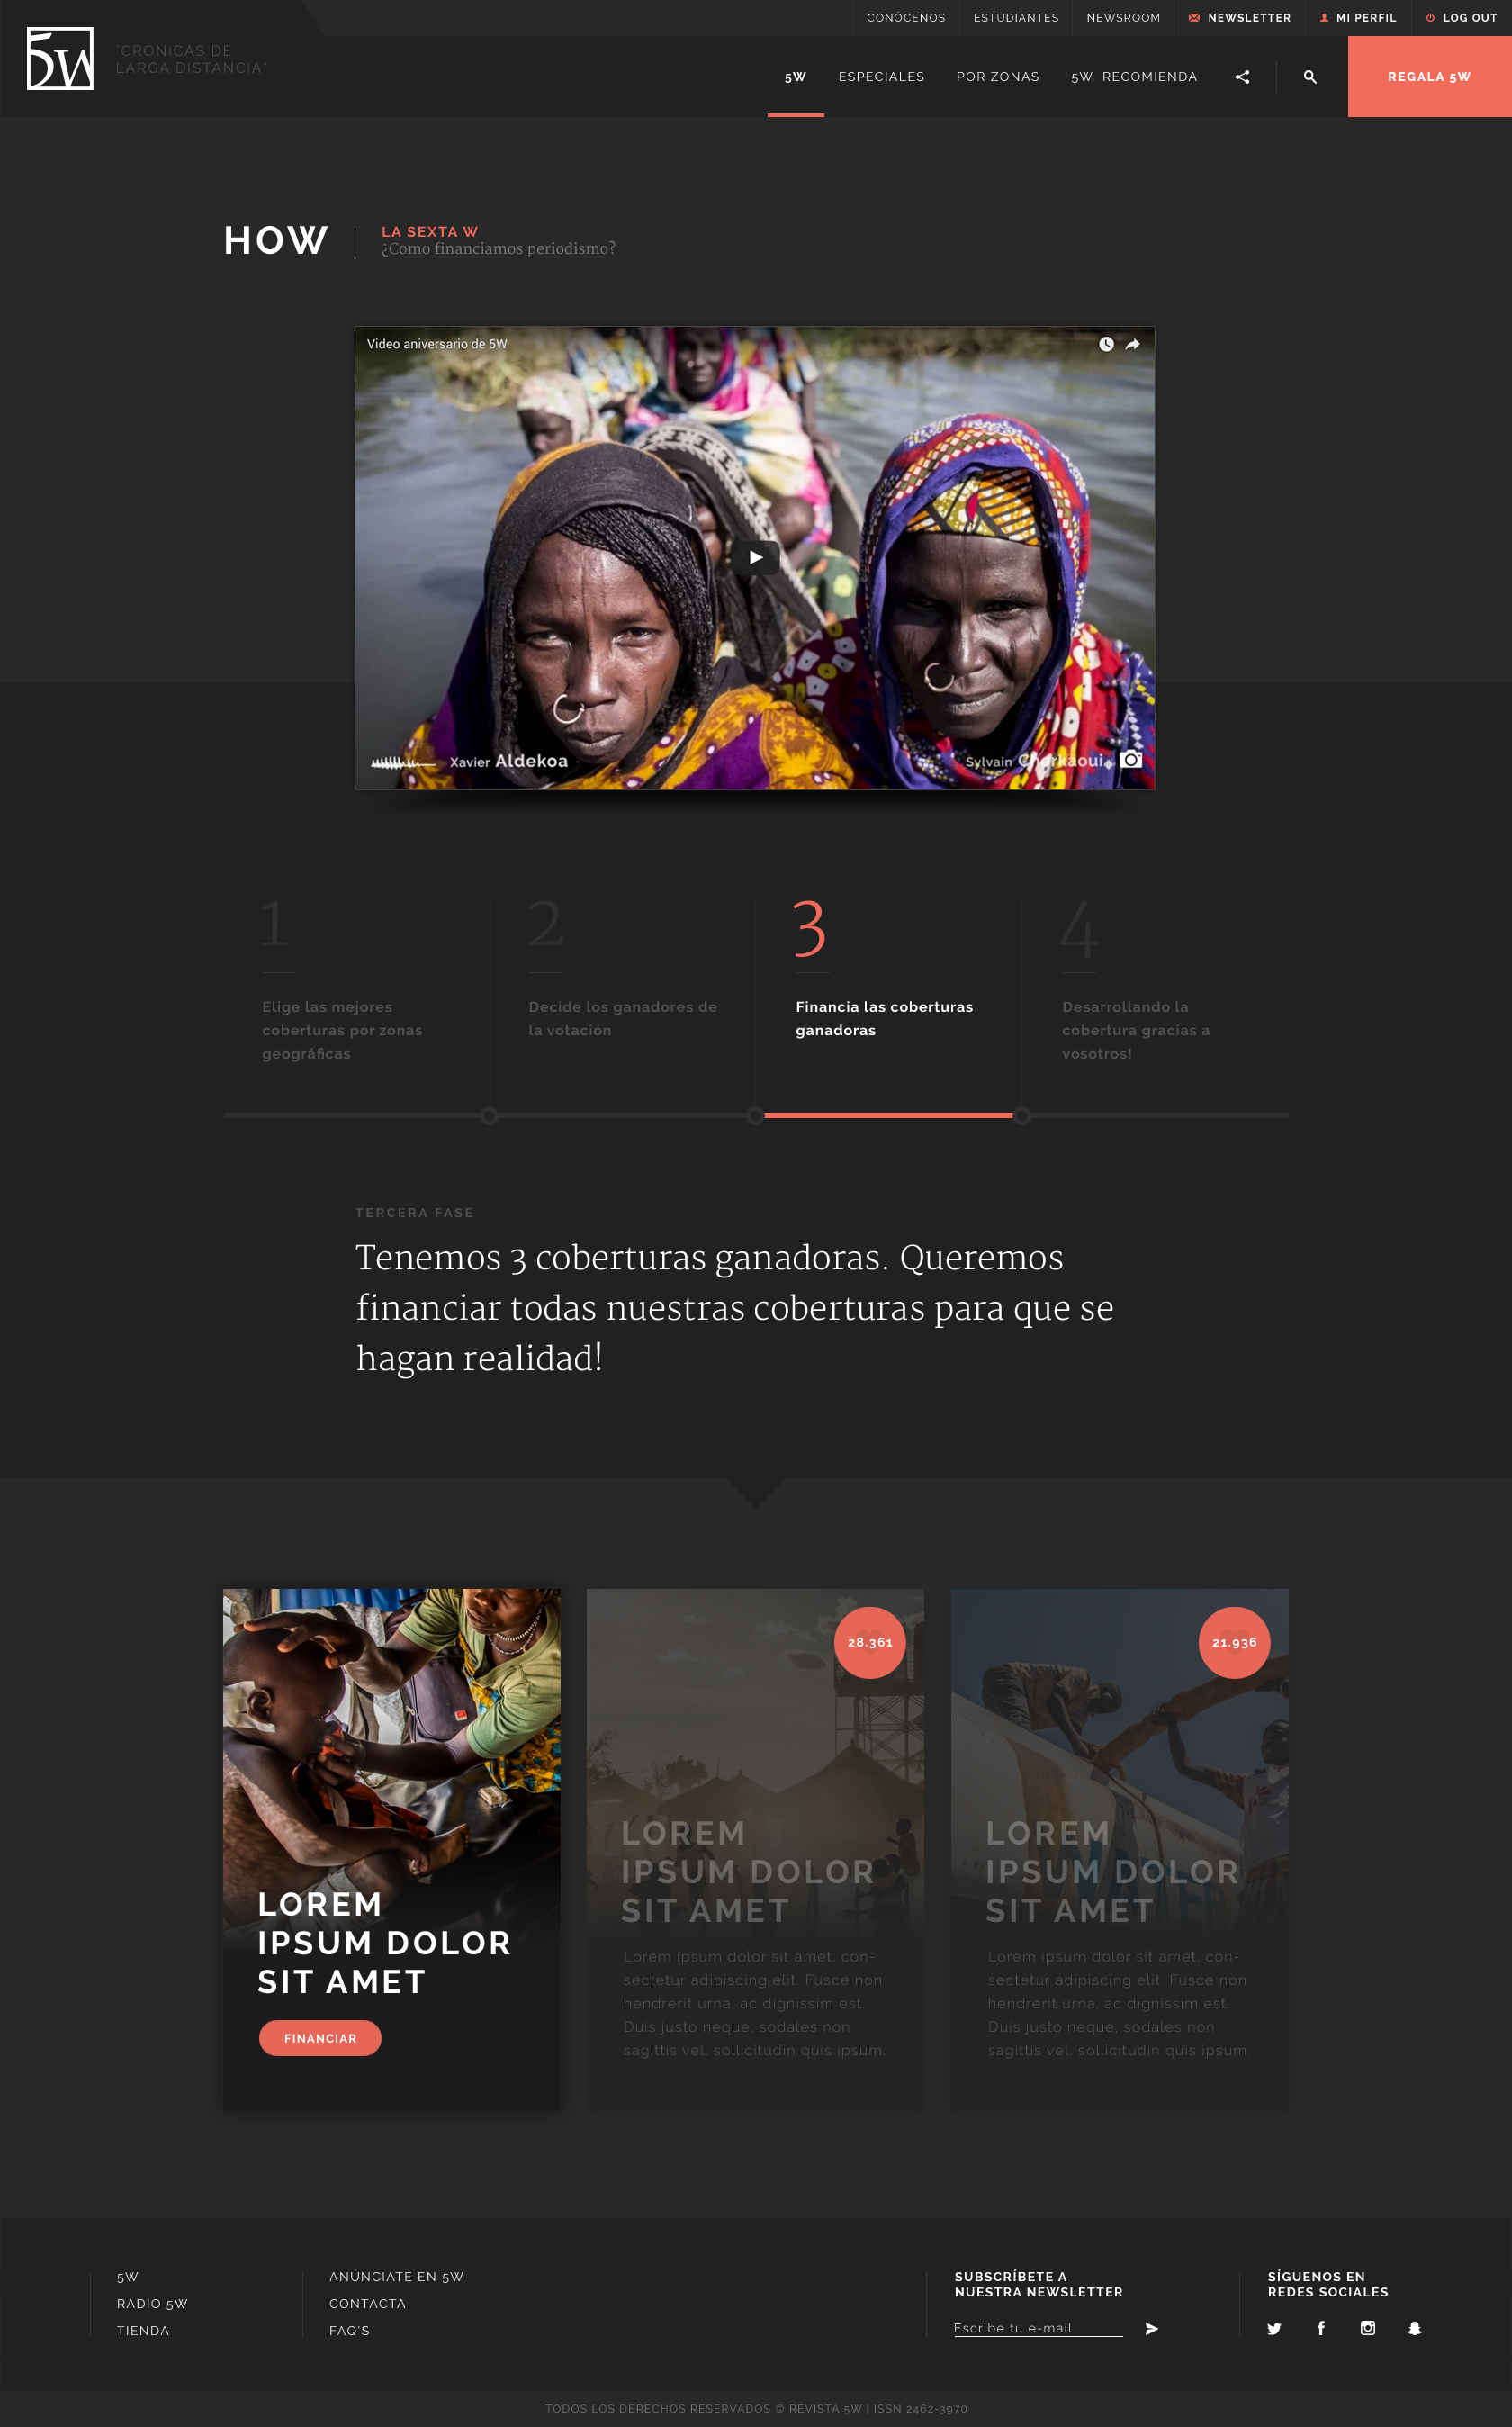 CONÓCENOS ESTUDIANTES NEWSROOM NEWSLETTER MI PERFIL LOG OUT
5W
"CRÓNICAS DE
LARGA DISTANCIA"
5W ESPECIALES POR ZONAS 5W RECOMIENDA REGALA 5W
HOW
LA SEXTA W
¿Como financiamos periodismo?
Video aniversario de 5W
Xavier Aldekoa
Sylvain Cherkaoui
1
Elige las mejores
coberturas por zonas
geográficas
2
Decide los ganadores de
la votación
3
Financia las coberturas
ganadoras
4
Desarrollando la
cobertura gracias a
vosotros!
TERCERA FASE
Tenemos 3 coberturas ganadoras. Queremos
financiar todas nuestras coberturas para que se
hagan realidad!
LOREM
IPSUM DOLOR
SIT AMET
FINANCIAR
28.361
LOREM
IPSUM DOLOR
SIT AMET
Lorem ipsum dolor sit amet, con-
sectetur adipiscing elit. Fusce non
hendrerit urna, ac dignissim est.
Duis justo neque, sodales non
sagittis vel, sollicitudin quis ipsum.
21.936
LOREM
IPSUM DOLOR
SIT AMET
Lorem ipsum dolor sit amet, con-
sectetur adipiscing elit. Fusce non
hendrerit urna, ac dignissim est.
Duis justo neque, sodales non
sagittis vel, sollicitudin quis ipsum.
5W
RADIO 5W
TIENDA
ANÚNCIATE EN 5W
CONTACTA
FAQ'S
SUBSCRÍBETE A
NUESTRA NEWSLETTER
Escribe tu e-mail
SÍGUENOS EN
REDES SOCIALES
TODOS LOS DERECHOS RESERVADOS © REVISTA 5W | ISSN 2462-3970